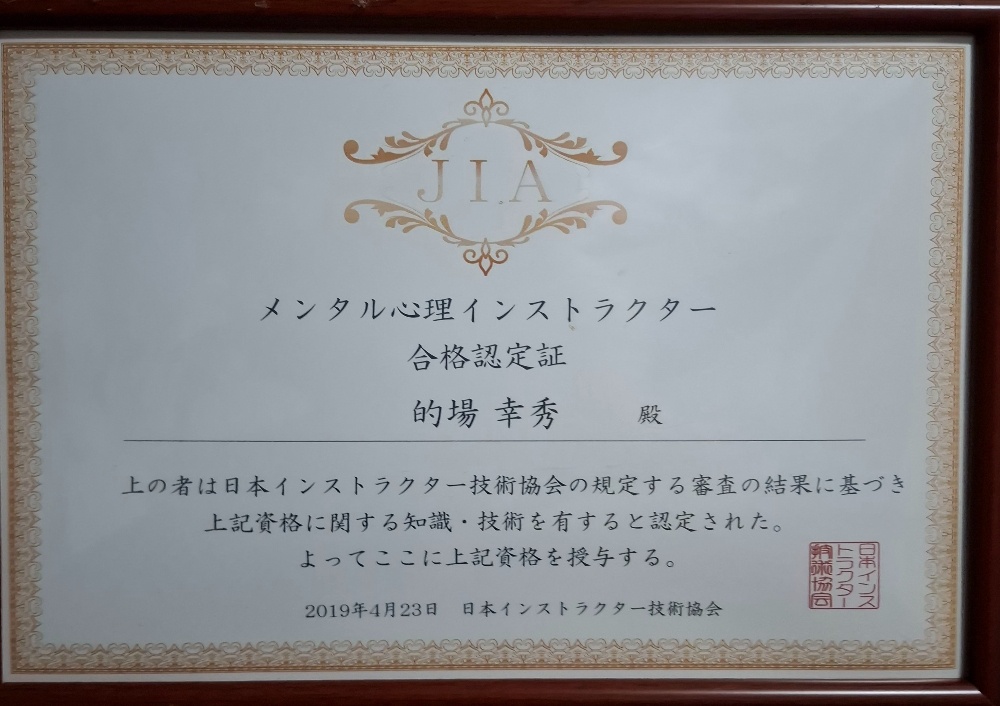 JIA
メンタル心理インストラクター
合格認定証
的場 幸秀 殿
上の者は日本インストラクター技術協会の規定する審査の結果に基づき
上記資格に関する知識・技術を有すると認定された。
よってここに上記資格を授与する。
2019年4月23日 日本インストラクター技術協会
日本インス
トラクター
技術協会